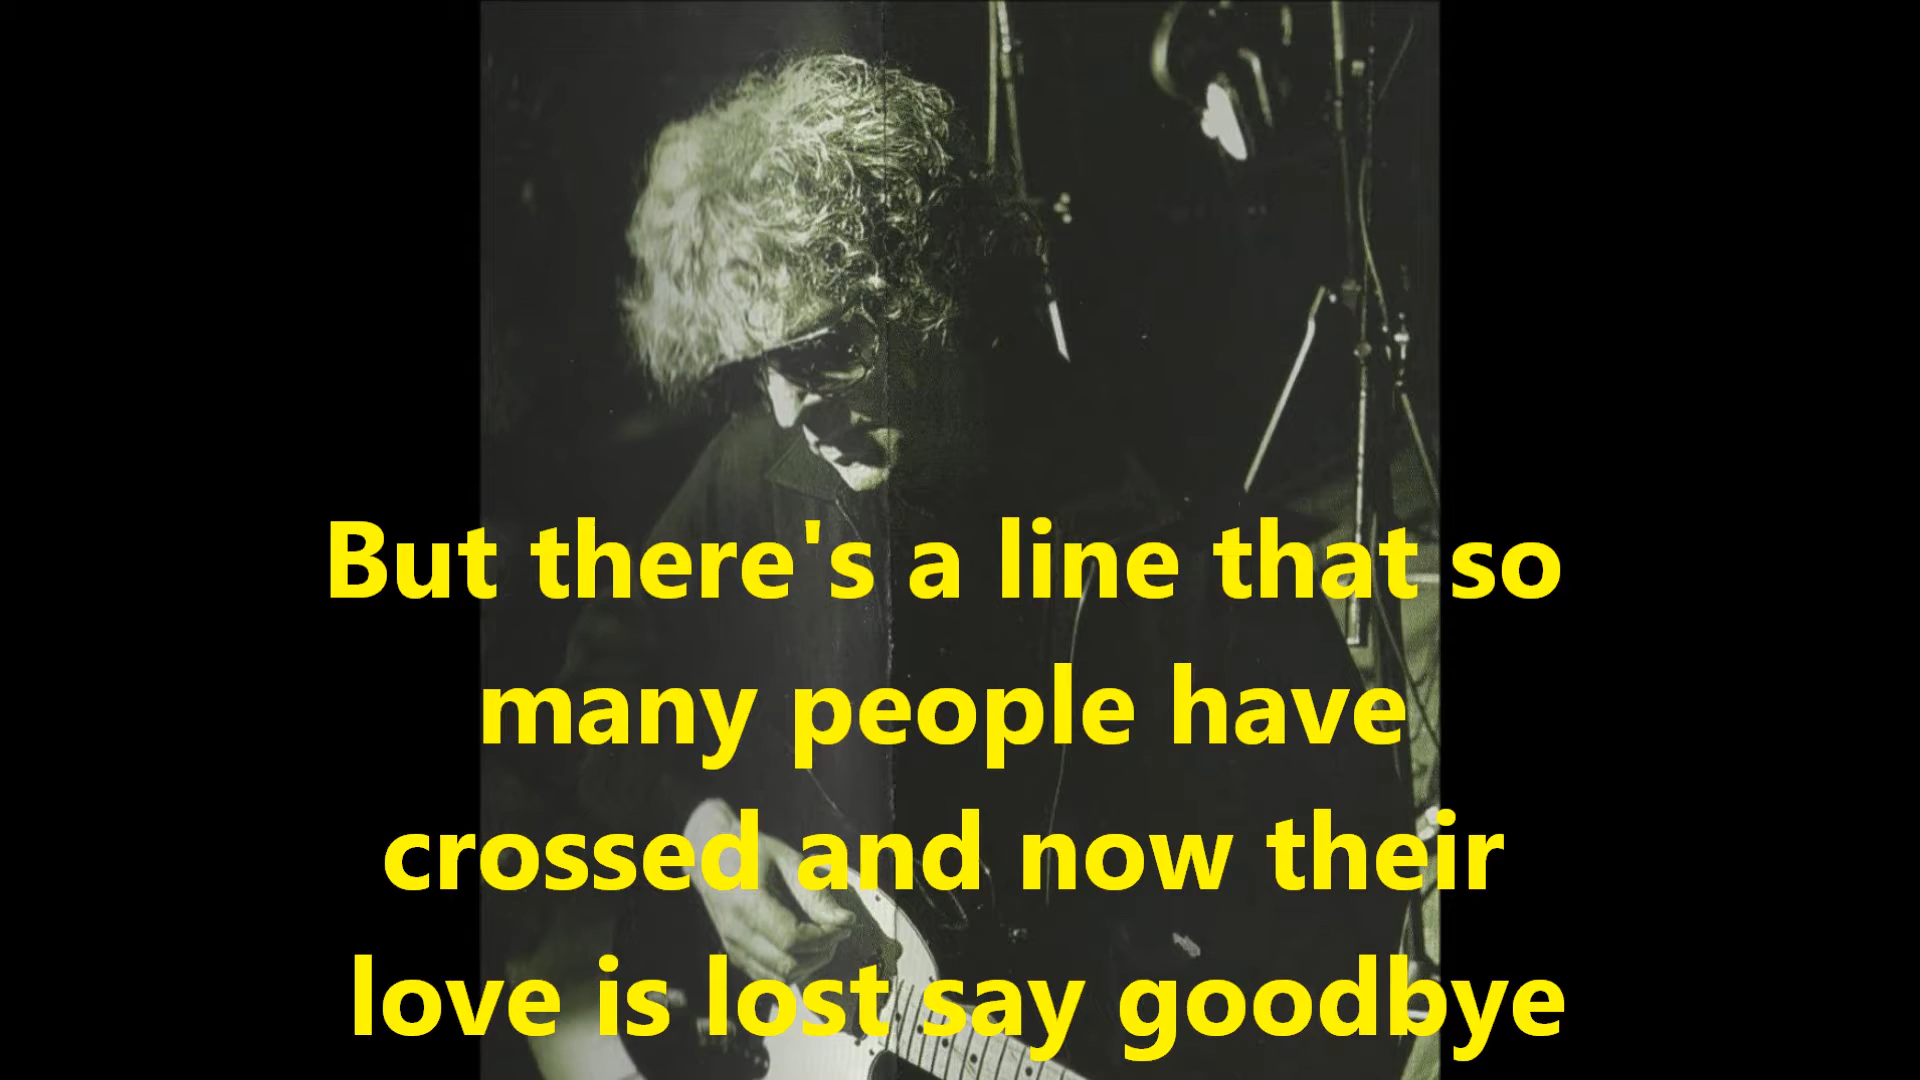 But there's a line that so
many people have
crossed and now their
love is lost say goodbye